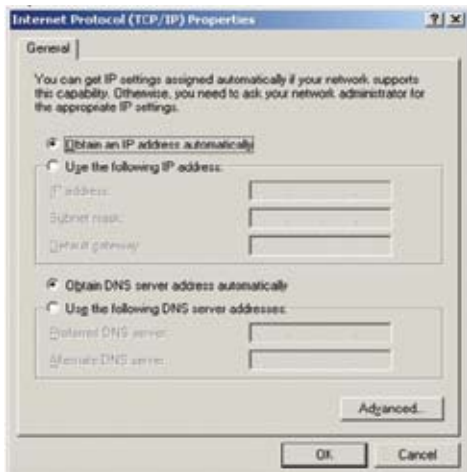 Internet Protocol (TCP/IP) Properties
General
You can get IP settings assigned automatically if your network supports
this capability. Otherwise, you need to ask your network administrator for
the appropriate IP settings.
Obtain an IP address automatically
Use the following IP address:
IP address:
Subnet mask:
Default gateway:
Obtain DNS server address automatically
Use the following DNS server addresses:
Preferred DNS server:
Alternate DNS server:
Advanced...
OK Cancel